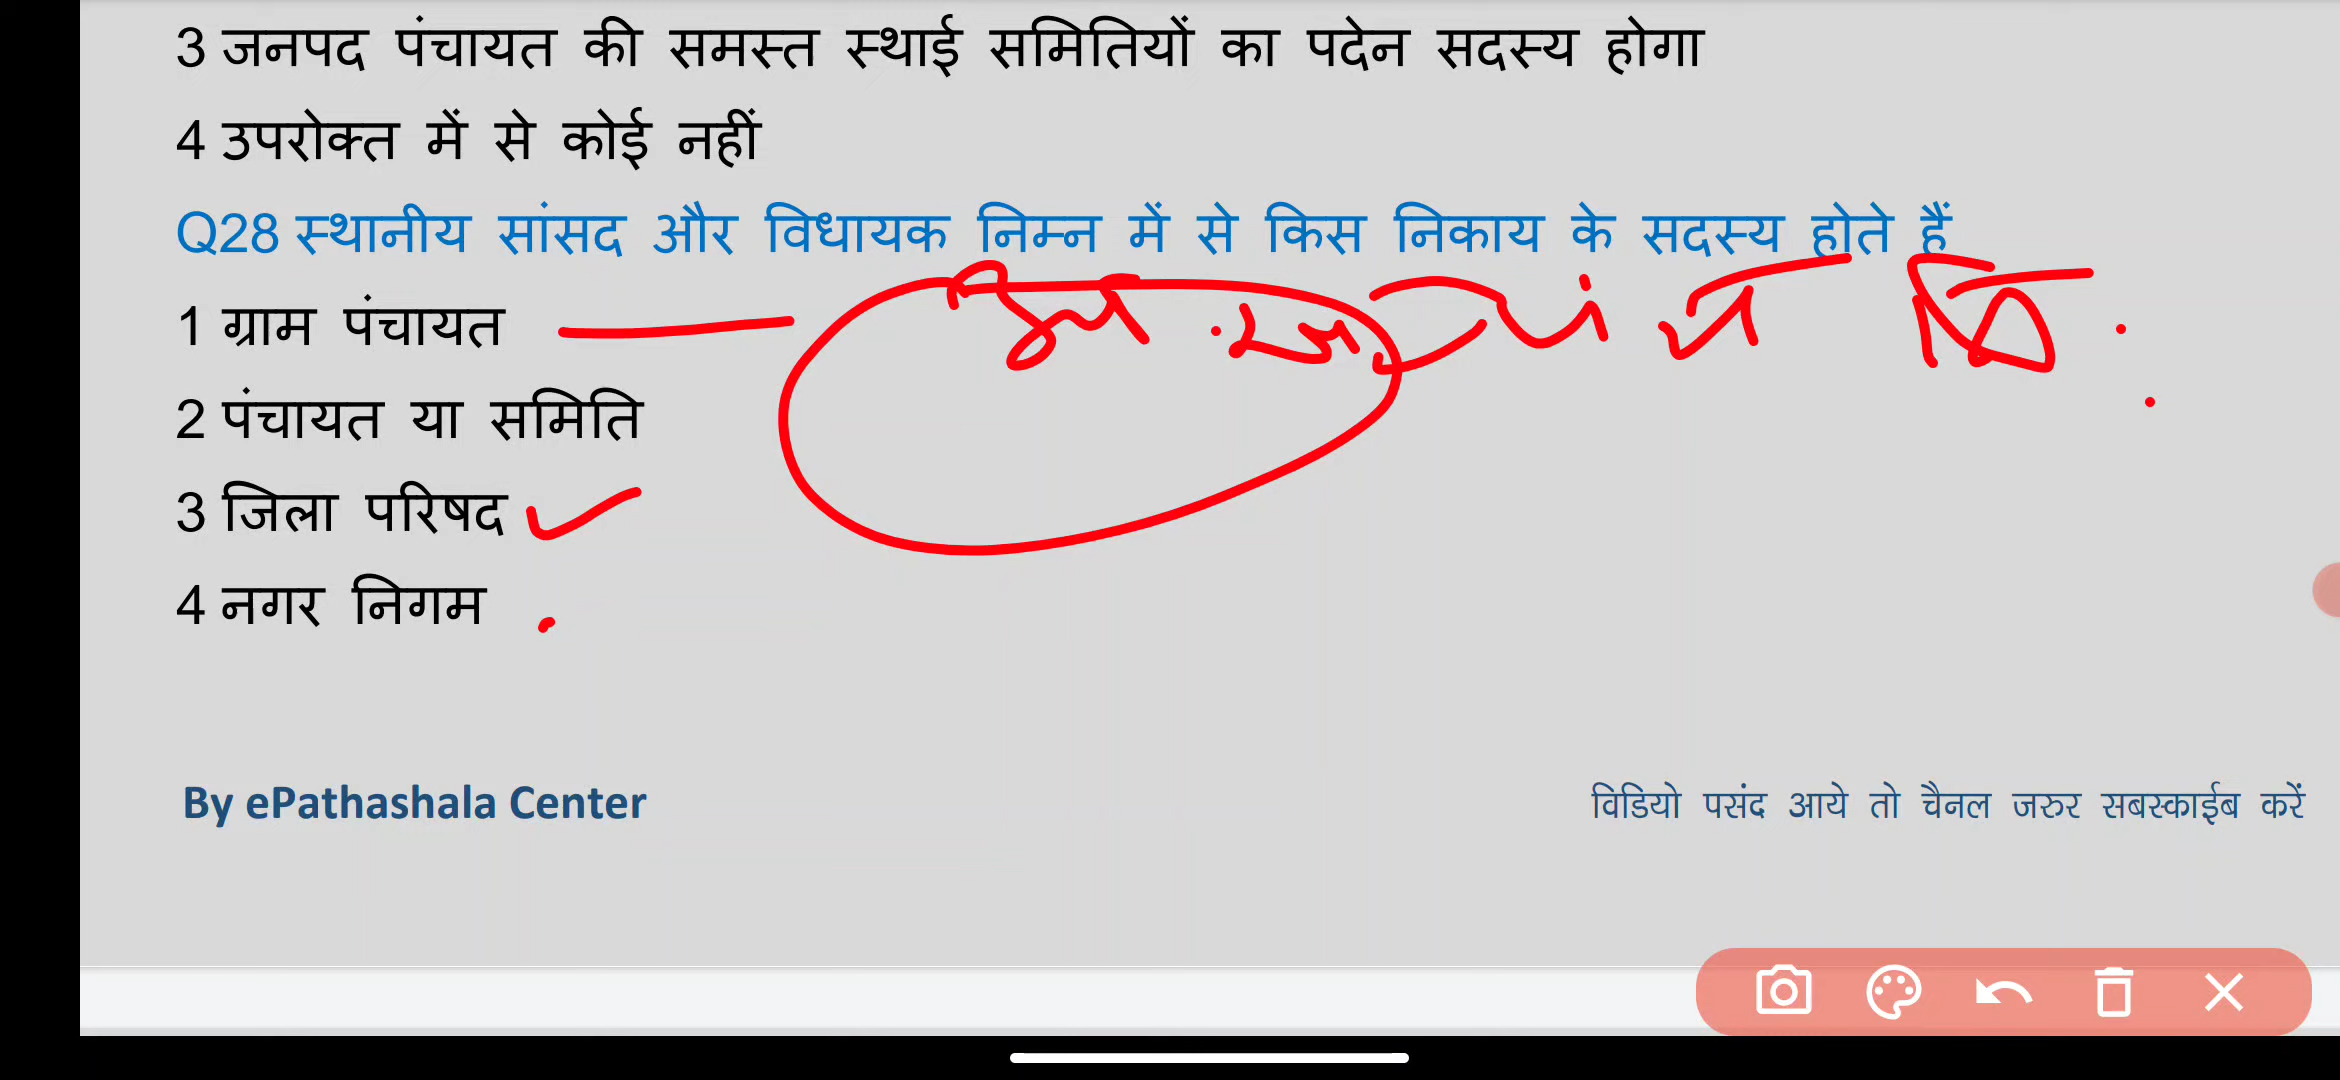 3 जनपद पंचायत की समस्त स्थाई समितियों का पदेन सदस्य होगा
4 उपरोक्त में से कोई नहीं
Q28 स्थानीय सांसद और विधायक निम्न में से किस निकाय के सदस्य होते हैं
1 ग्राम पंचायत
2 पंचायत या समिति
3 जिला परिषद
4 नगर निगम
By ePathashala Center
विडियो पसंद आये तो चैनल जरुर सबस्काईब करें